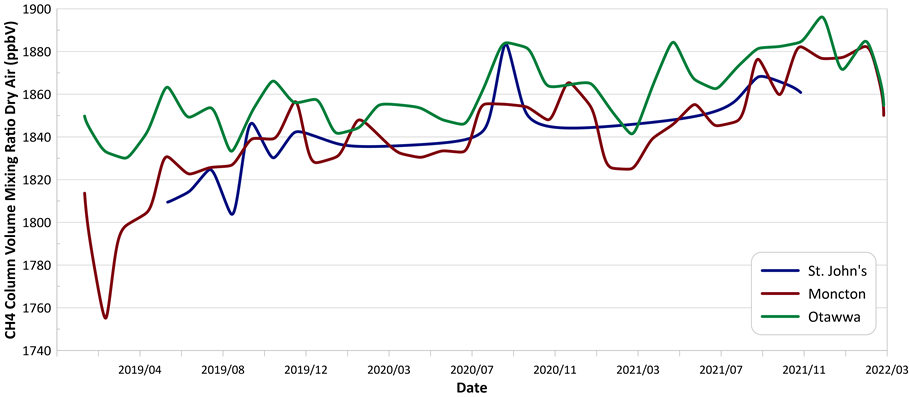 CH4 Column Volume Mixing Ratio Dry Air (ppbV)
1900
1880
1860
1840
1820
1800
1780
1760
1740
St. John's
Moncton
Otawwa
2019/04 2019/08 2019/12 2020/03 2020/07 2020/11 2021/03 2021/07 2021/11 2022/03
Date